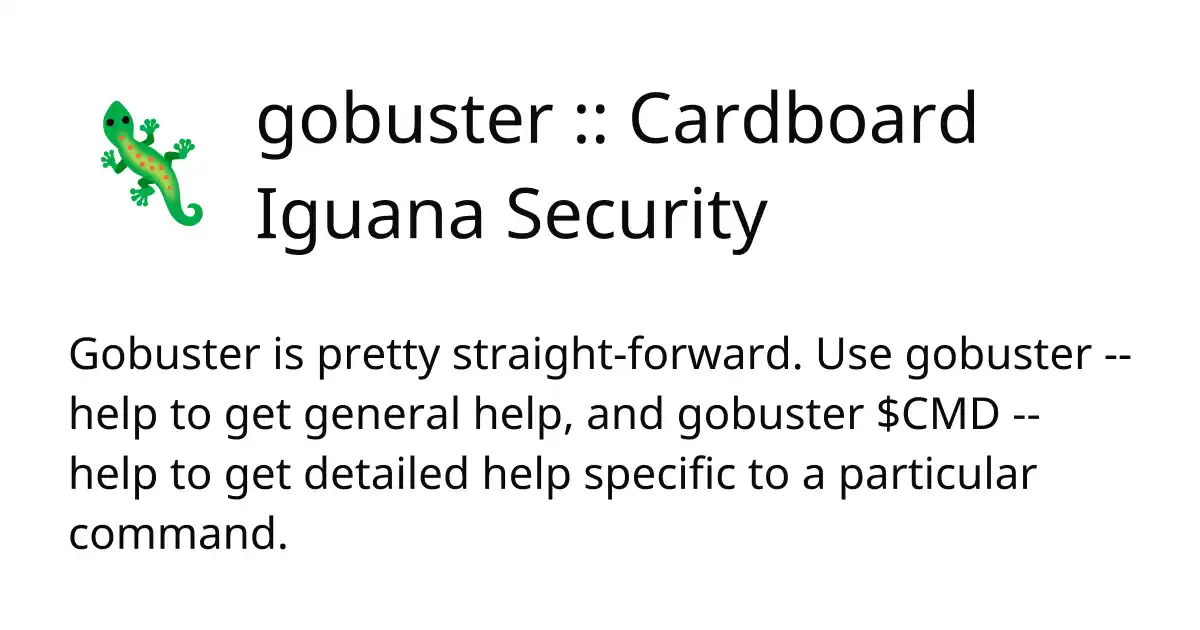 gobuster :: Cardboard
Iguana Security
Gobuster is pretty straight-forward. Use gobuster --
help to get general help, and gobuster $CMD --
help to get detailed help specific to a particular
command.